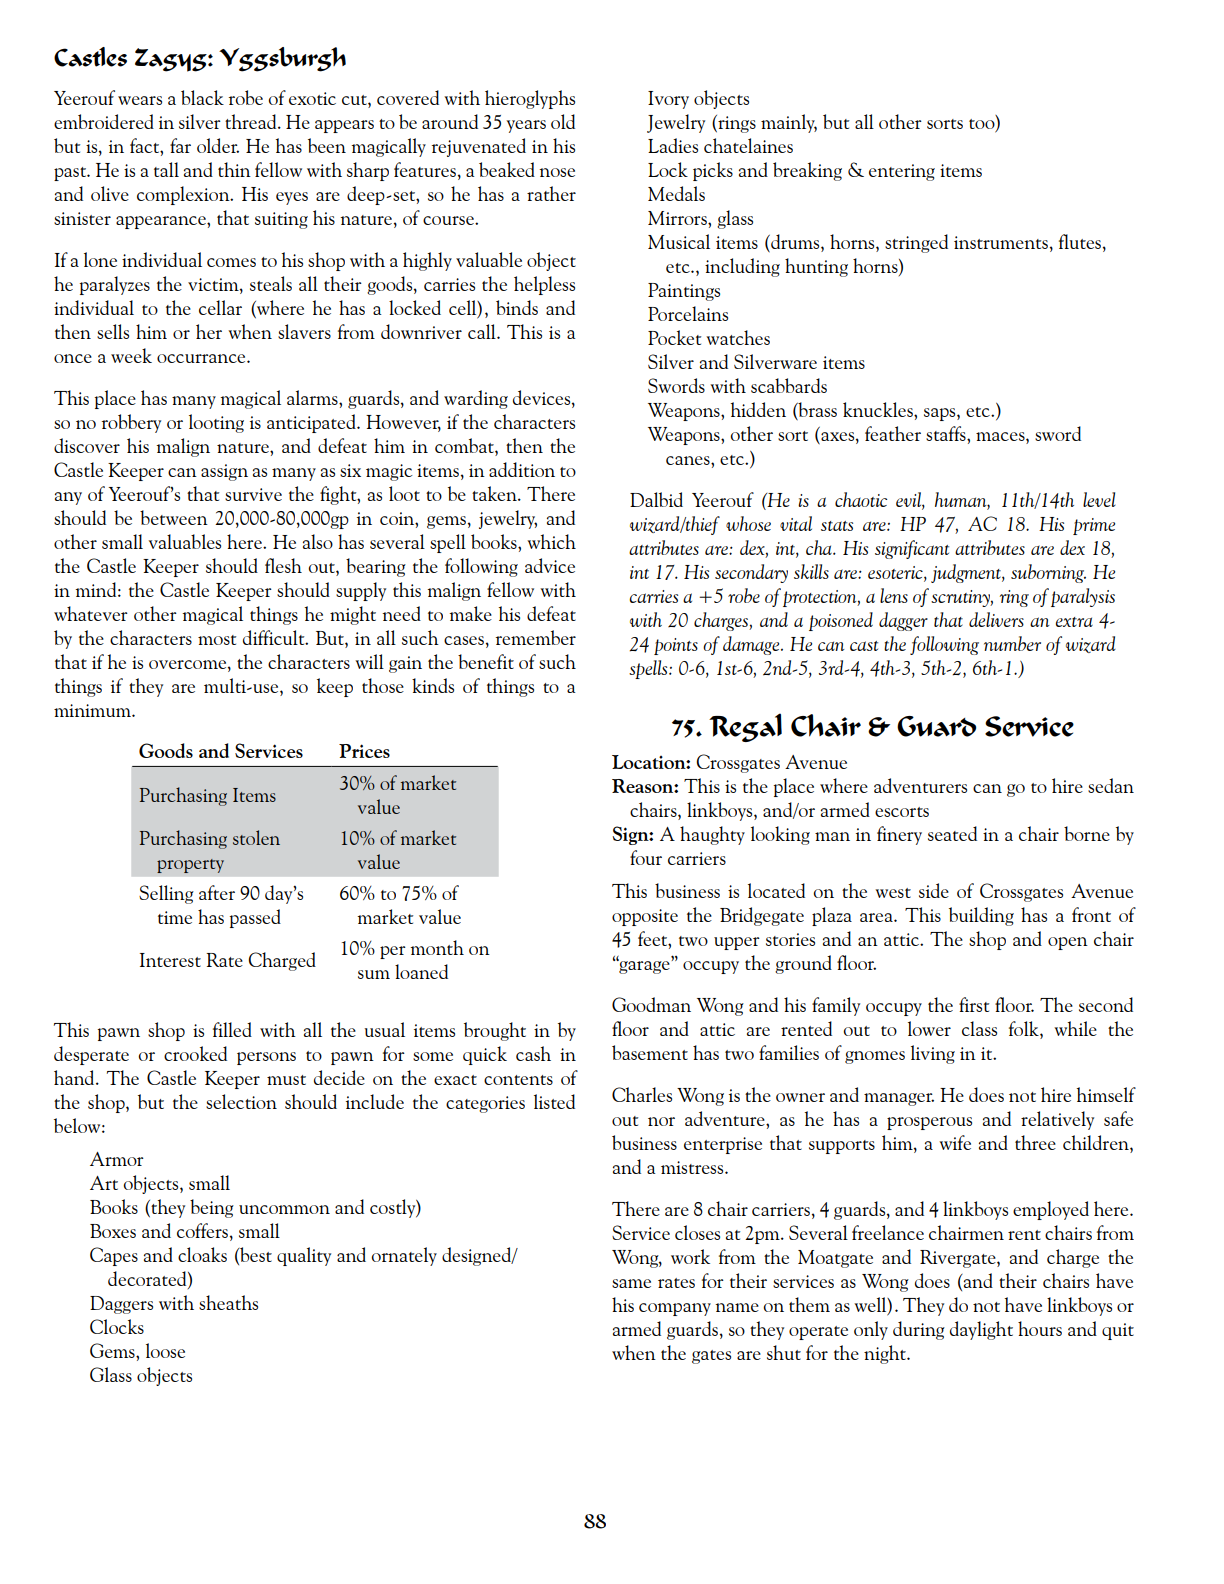 Castles Zagyg: Yggsburgh
Yeerouf wears a black robe of exotic cut, covered with hieroglyphs
embroidered in silver thread. He appears to be around 35 years old
but is, in fact, far older. He has been magically rejuvenated in his
past. He is a tall and thin fellow with sharp features, a beaked nose
and olive complexion. His eyes are deep-set, so he has a rather
sinister appearance, that suiting his nature, of course.
If a lone individual comes to his shop with a highly valuable object
he paralyzes the victim, steals all their goods, carries the helpless
individual to the cellar (where he has a locked cell), binds and
then sells him or her when slavers from downriver call. This is a
once a week occurrance.
This place has many magical alarms, guards, and warding devices,
so no robbery or looting is anticipated. However, if the characters
discover his malign nature, and defeat him in combat, then the
Castle Keeper can assign as many as six magic items, in addition to
any of Yeerouf's that survive the fight, as loot to be taken. There
should be between 20,000-80,000gp in coin, gems, jewelry, and
other small valuables here. He also has several spell books, which
the Castle Keeper should flesh out, bearing the following advice
in mind: the Castle Keeper should supply this malign fellow with
whatever other magical things he might need to make his defeat
by the characters most difficult. But, in all such cases, remember
that if he is overcome, the characters will gain the benefit of such
things if they are multi-use, so keep those kinds of things to a
minimum.
Goods and Services Prices
Purchasing Items 30% of market
value
Purchasing stolen 10% of market
property value
Selling after 90 day's 60% to 75% of
time has passed market value
Interest Rate Charged 10% per month on
sum loaned
This pawn shop is filled with all the usual items brought in by
desperate or crooked persons to pawn for some quick cash in
hand. The Castle Keeper must decide on the exact contents of
the shop, but the selection should include the categories listed
below:
Armor
Art objects, small
Books (they being uncommon and costly)
Boxes and coffers, small
Capes and cloaks (best quality and ornately designed/
decorated)
Daggers with sheaths
Clocks
Gems, loose
Glass objects
Ivory objects
Jewelry (rings mainly, but all other sorts too)
Ladies chatelaines
Lock picks and breaking & entering items
Medals
Mirrors, glass
Musical items (drums, horns, stringed instruments, flutes,
etc., including hunting horns)
Paintings
Porcelains
Pocket watches
Silver and Silverware items
Swords with scabbards
Weapons, hidden (brass knuckles, saps, etc.)
Weapons, other sort (axes, feather staffs, maces, sword
canes, etc.)
Dalbid Yeerouf (He is a chaotic evil, human, 11th/14th level
wizard/thief whose vital stats are: HP 47, AC 18. His prime
attributes are: dex, int, cha. His significant attributes are dex 18,
int 17. His secondary skills are: esoteric, judgment, suborning. He
carries a +5 robe of protection, a lens of scrutiny, ring of paralysis
with 20 charges, and a poisoned dagger that delivers an extra 4-
24 points of damage. He can cast the following number of wizard
spells: 0-6, 1st-6, 2nd-5, 3rd-4, 4th-3, 5th-2, 6th-1.)
75. Regal Chair & Guard Service
Location: Crossgates Avenue
Reason: This is the place where adventurers can go to hire sedan
chairs, linkboys, and/or armed escorts
Sign: A haughty looking man in finery seated in a chair borne by
four carriers
This business is located on the west side of Crossgates Avenue
opposite the Bridgegate plaza area. This building has a front of
45 feet, two upper stories and an attic. The shop and open chair
“garage” occupy the ground floor.
Goodman Wong and his family occupy the first floor. The second
floor and attic are rented out to lower class folk, while the
basement has two families of gnomes living in it.
Charles Wong is the owner and manager. He does not hire himself
out nor adventure, as he has a prosperous and relatively safe
business enterprise that supports him, a wife and three children,
and a mistress.
There are 8 chair carriers, 4 guards, and 4 linkboys employed here.
Service closes at 2pm. Several freelance chairmen rent chairs from
Wong, work from the Moatgate and Rivergate, and charge the
same rates for their services as Wong does (and their chairs have
his company name on them as well). They do not have linkboys or
armed guards, so they operate only during daylight hours and quit
when the gates are shut for the night.
88